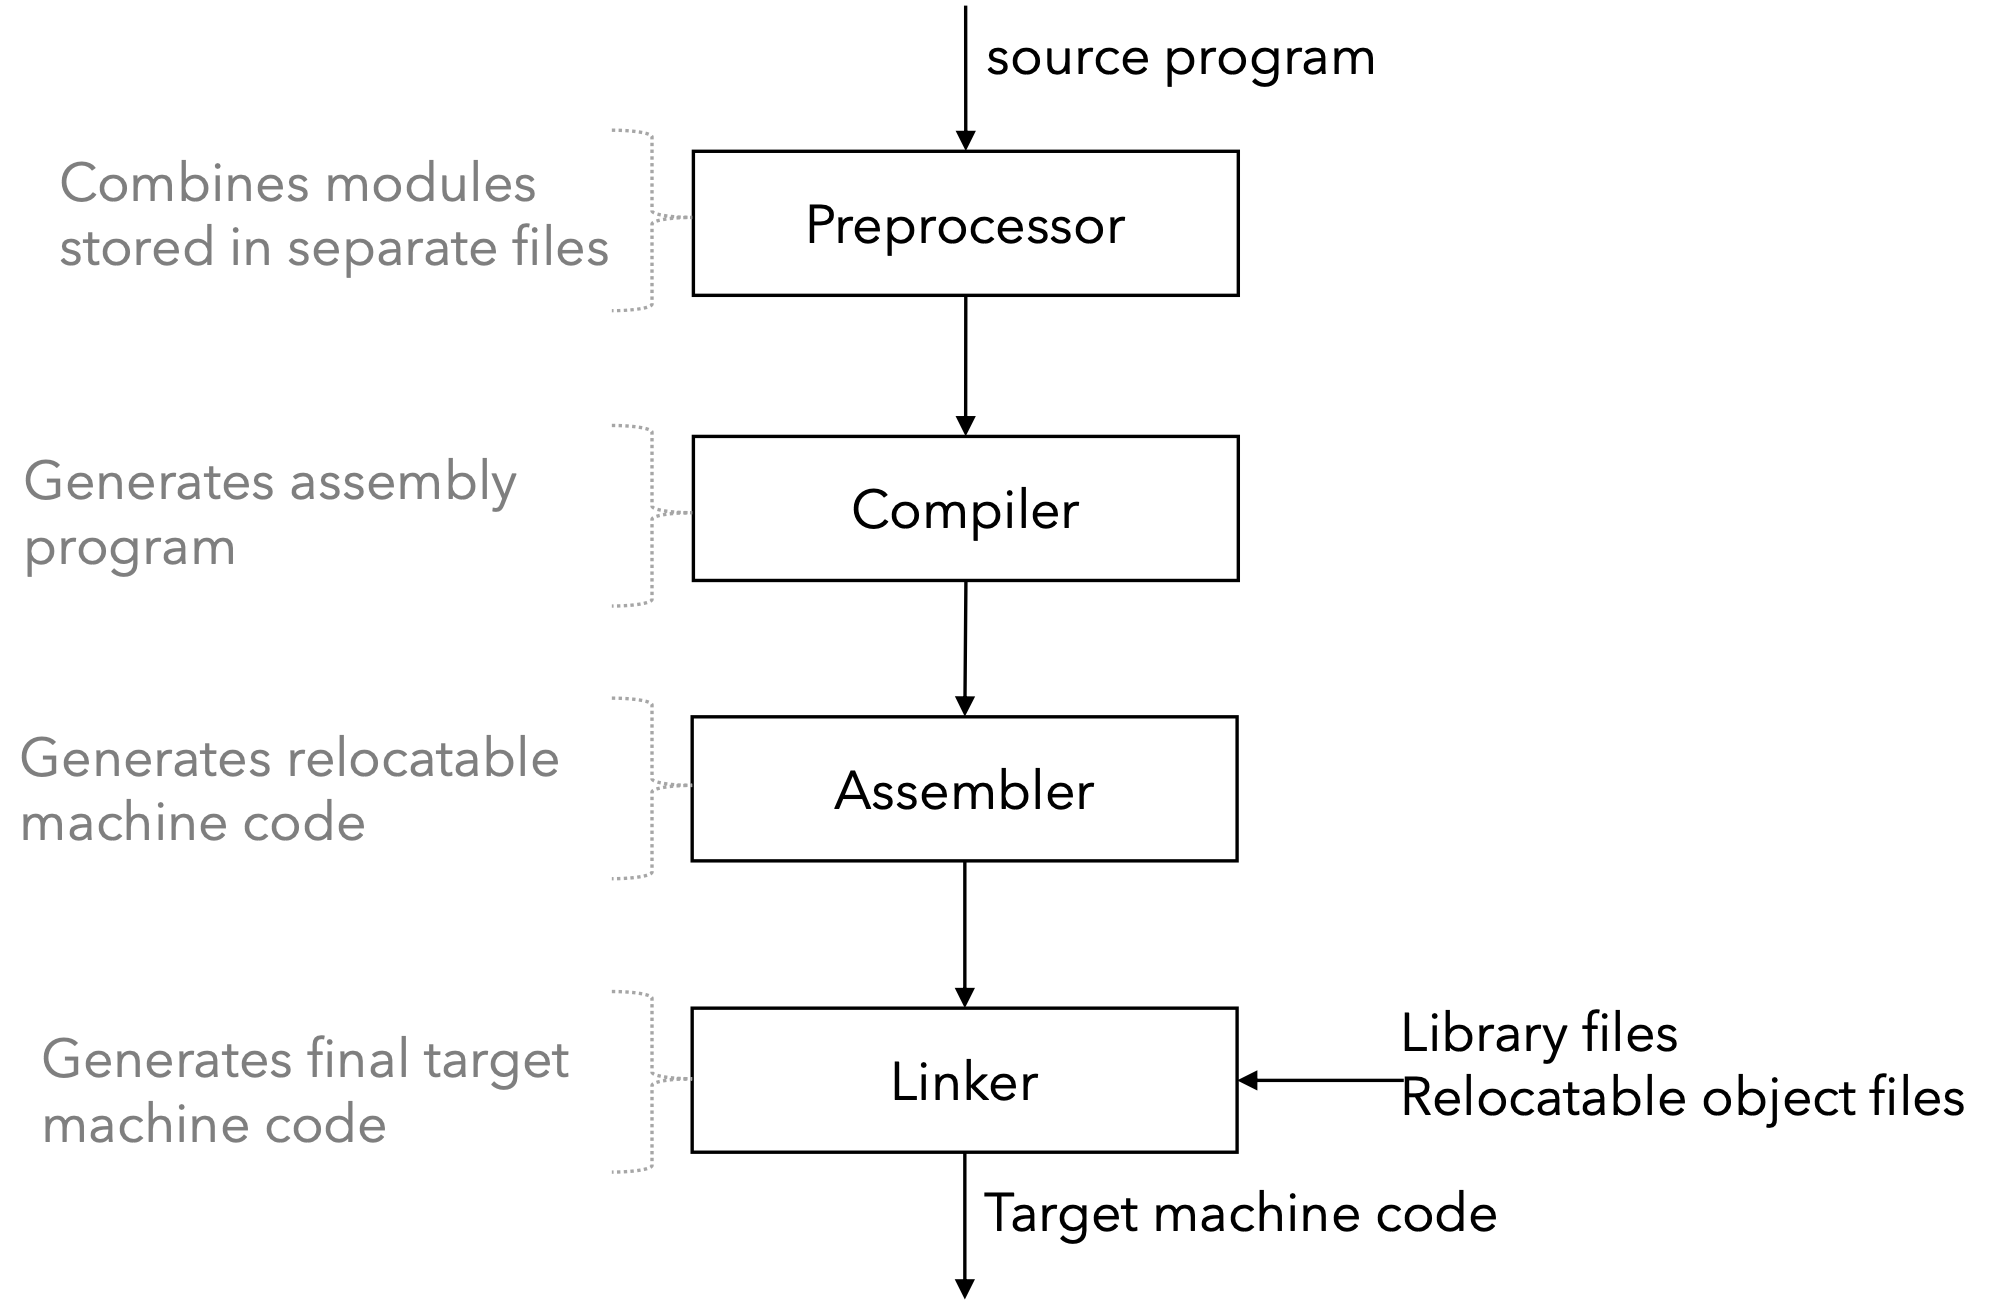 source program
Combines modules
stored in separate files
Preprocessor
Generates assembly
program
Compiler
Generates relocatable
machine code
Assembler
Generates final target
machine code
Linker
Library files
Relocatable object files
Target machine code